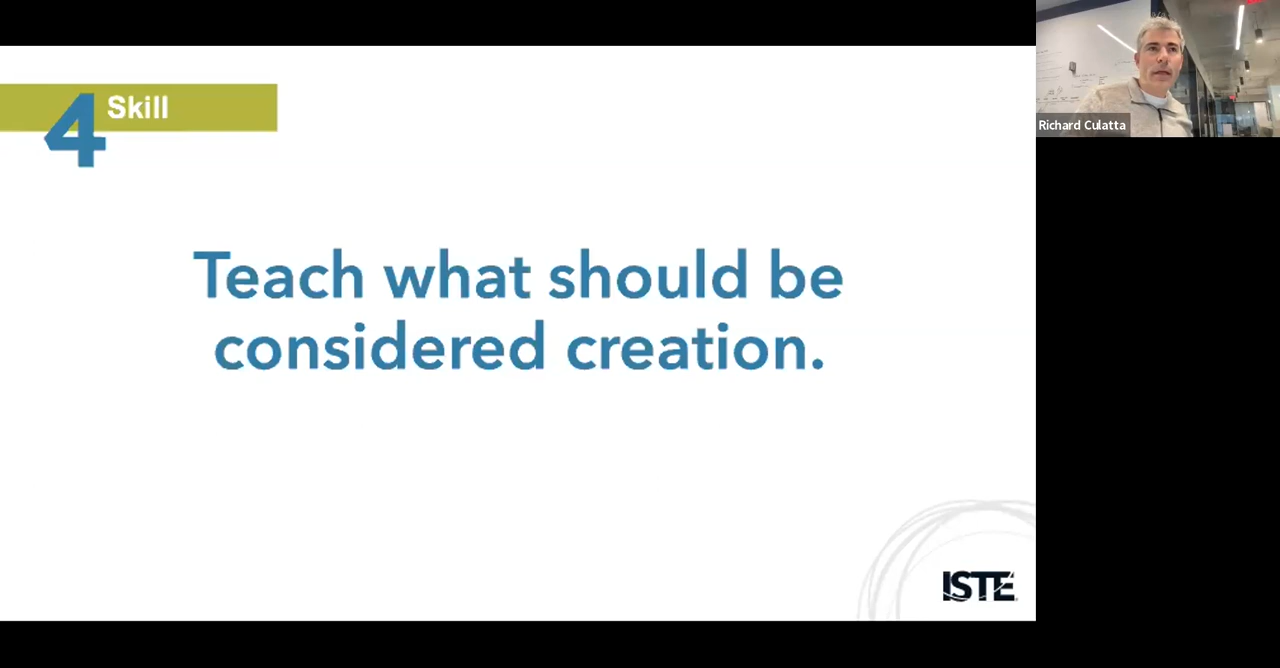 4 Skill
Teach what should be
considered creation.
ISTE
Richard Culatta